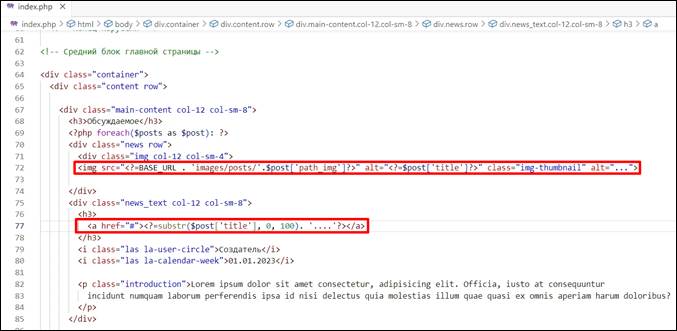 index.php ×
index.php > html > body > div.container > div.content.row > div.main-content.col-12.col-sm-8 > div.news.row > div.news_text.col-12.col-sm-8 > h3 > a
61
62 <!-- Средний блок главной страницы -->
63
64 <div class="container">
65 <div class="content row">
66
67 <div class="main-content col-12 col-sm-8">
68 <h3>Обсуждаемое</h3>
69 <?php foreach($posts as $post): ?>
70 <div class="news row">
71 <div class="img col-12 col-sm-4">
72 <img src="<?=BASE_URL . 'images/posts/'.$post['path_img']?>" alt="<?=$post['title']?>" class="img-thumbnail" alt="...">
73
74 </div>
75 <div class="news_text col-12 col-sm-8">
76 <h3>
77 <a href="#"><?=substr($post['title'], 0, 100). '....'?></a>
78 </h3>
79 <i class="las la-user-circle">Создатель</i>
80 <i class="las la-calendar-week">01.01.2023</i>
81
82 <p class="introduction">Lorem ipsum dolor sit amet consectetur, adipisicing elit. Officia, iusto at consequuntur
83 incidunt numquam laborum perferendis ipsa id nisi delectus quia molestias illum quae quasi ex omnis aperiam harum doloribus?
84 </p>
85 </div>